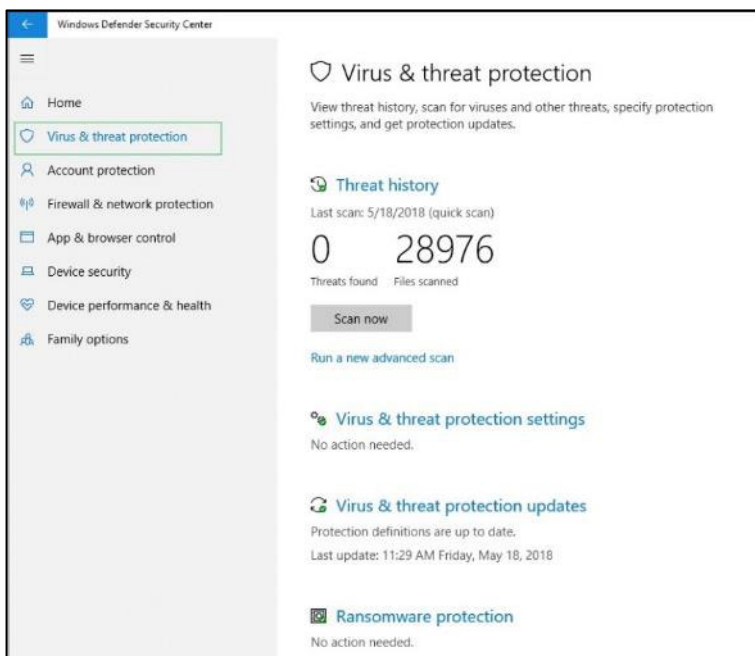 Windows Defender Security Center
Home
Virus & threat protection
Account protection
Firewall & network protection
App & browser control
Device security
Device performance & health
Family options
Virus & threat protection
View threat history, scan for viruses and other threats, specify protection
settings, and get protection updates.
Threat history
Last scan: 5/18/2018 (quick scan)
0 28976
Threats found Files scanned
Scan now
Run a new advanced scan
Virus & threat protection settings
No action needed.
Virus & threat protection updates
Protection definitions are up to date.
Last update: 11:29 AM Friday, May 18, 2018
Ransomware protection
No action needed.